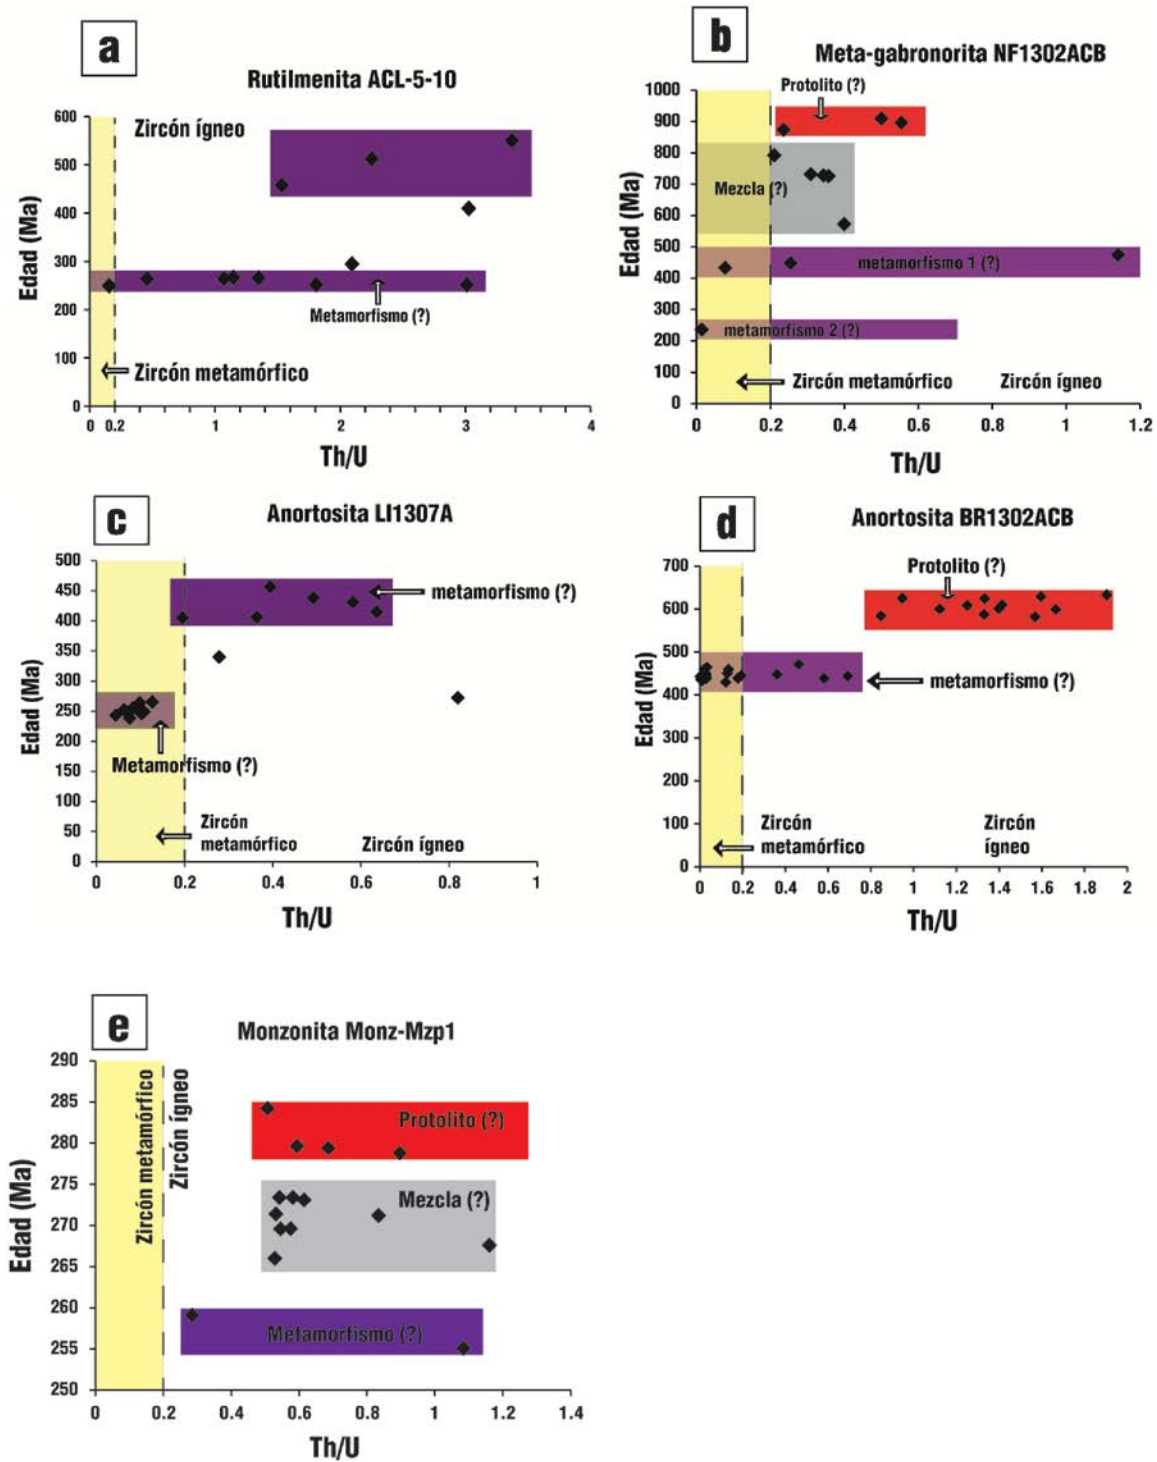 a
Rutilmenita ACL-5-10
Edad (Ma)
600
500
400
300
200
100
0
Zircón ígneo
Metamorfismo (?)
Zircón metamórfico
0 0.2 1 2 3 4
Th/U
b
Meta-gabronorita NF1302ACB
Edad (Ma)
1000
900
800
700
600
500
400
300
200
100
0
Protolito (?)
Mezcla (?)
metamorfismo 1 (?)
metamorfismo 2 (?)
Zircón metamórfico Zircón ígneo
0 0.2 0.4 0.6 0.8 1 1.2
Th/U
c
Anortosita LI1307A
Edad (Ma)
500
450
400
350
300
250
200
150
100
50
0
metamorfismo (?)
Metamorfismo (?)
Zircón
metamórfico
Zircón ígneo
0 0.2 0.4 0.6 0.8 1
Th/U
d
Anortosita BR1302ACB
Edad (Ma)
700
600
500
400
300
200
100
0
Protolito (?)
metamorfismo (?)
Zircón
metamórfico
Zircón
ígneo
0 0.2 0.4 0.6 0.8 1 1.2 1.4 1.6 1.8 2
Th/U
e
Monzonita Monz-Mzp1
Edad (Ma)
290
285
280
275
270
265
260
255
250
Zircón metamórfico
Zircón ígneo
Protolito (?)
Mezcla (?)
Metamorfismo (?)
0 0.2 0.4 0.6 0.8 1 1.2 1.4
Th/U